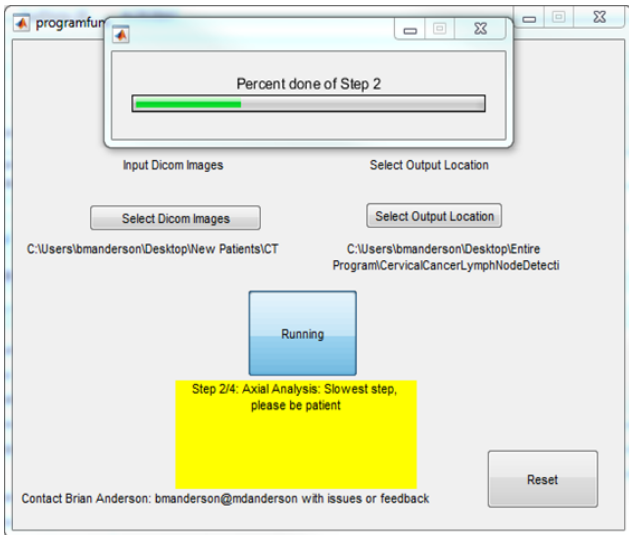 programfun
Percent done of Step 2
Input Dicom Images
Select Output Location
Select Dicom Images
Select Output Location
C:\Users\bmanderson\Desktop\New Patients\CT
C:\Users\bmanderson\Desktop\Entire
Program\CervicalCancerLymphNodeDetecti
Running
Step 2/4: Axial Analysis: Slowest step,
please be patient
Reset
Contact Brian Anderson: bmanderson@mdanderson with issues or feedback